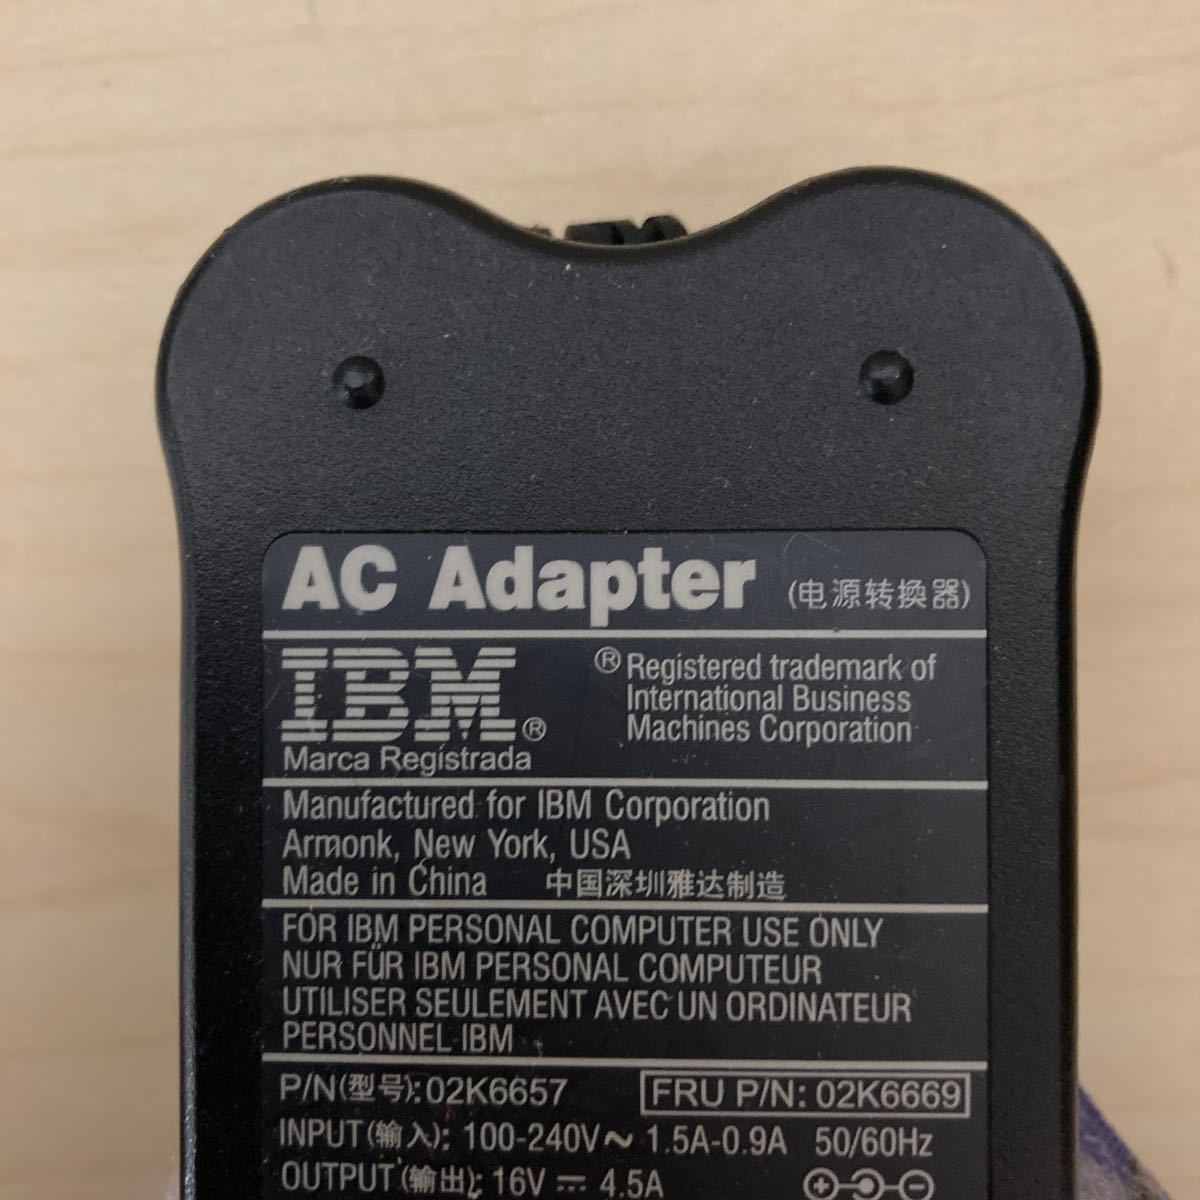 AC Adapter (电源转换器)
IBM® ® Registered trademark of
International Business
Machines Corporation
Marca Registrada
Manufactured for IBM Corporation
Armonk, New York, USA
Made in China 中国深圳雅达制造
FOR IBM PERSONAL COMPUTER USE ONLY
NUR FÜR IBM PERSONAL COMPUTEUR
UTILISER SEULEMENT AVEC UN ORDINATEUR
PERSONNEL IBM
P/N(型号): 02K6657 FRU P/N: 02K6669
INPUT(输入): 100-240V~ 1.5A-0.9A 50/60Hz
OUTPUT(输出): 16V ⎓ 4.5A